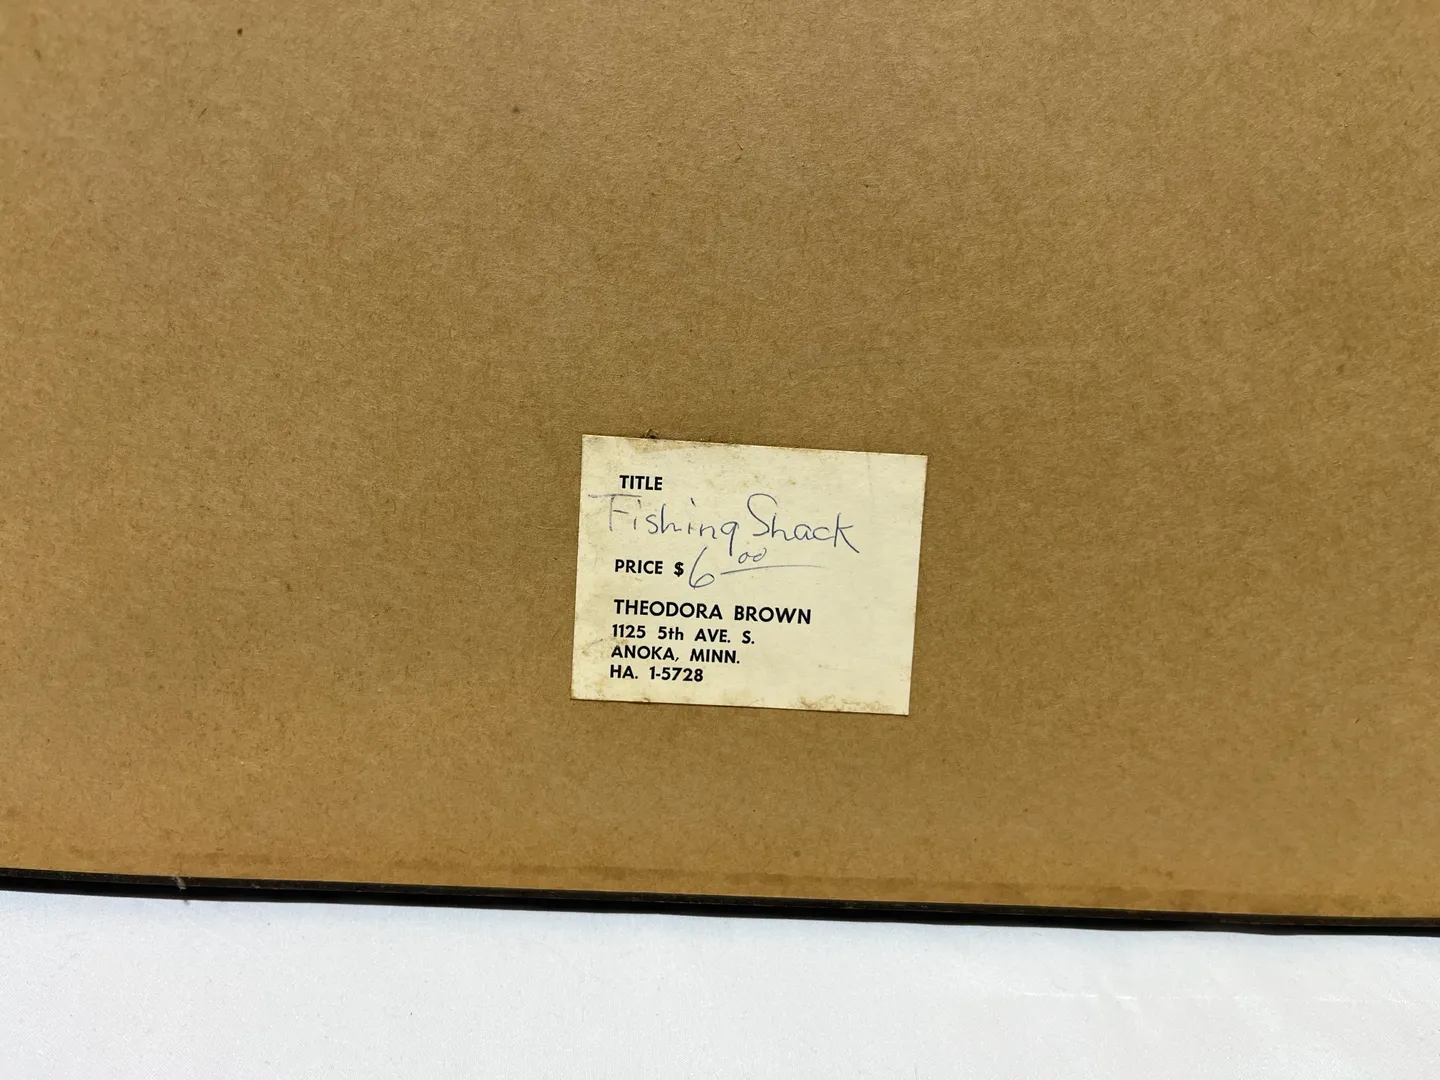 TITLE
Fishing Shack
PRICE $ 6 00
THEODORA BROWN
1125 5th AVE. S.
ANOKA, MINN.
HA. 1-5728